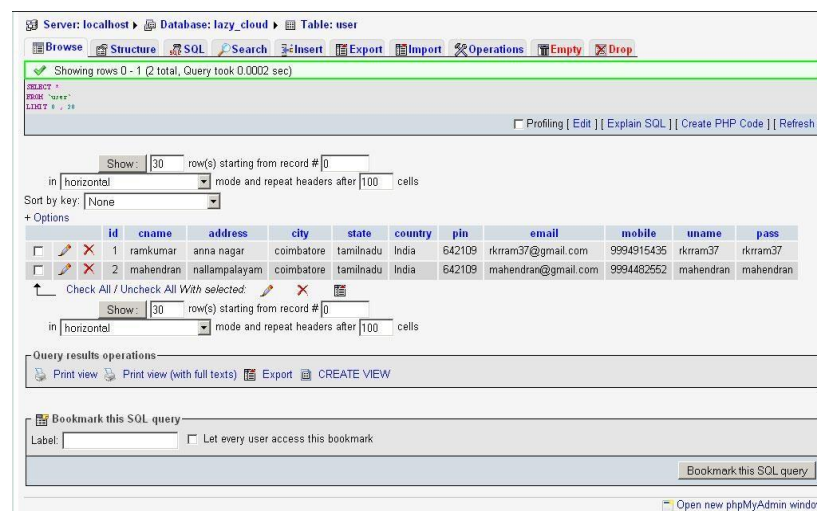 Server: localhost ▸ Database: lazy_cloud ▸ Table: user
Browse Structure SQL Search Insert Export Import Operations Empty Drop
Showing rows 0 - 1 (2 total, Query took 0.0002 sec)
SELECT *
FROM `user`
LIMIT 0 , 30
Profiling [ Edit ] [ Explain SQL ] [ Create PHP Code ] [ Refresh
Show: 30 row(s) starting from record # 0
in horizontal mode and repeat headers after 100 cells
Sort by key: None
+ Options
id cname address city state country pin email mobile uname pass
1 ramkumar anna nagar coimbatore tamilnadu India 642109 rkrram37@gmail.com 9994915435 rkrram37 rkrram37
2 mahendran nallampalayam coimbatore tamilnadu India 642109 mahendran@gmail.com 9994482552 mahendran mahendran
Check All / Uncheck All With selected:
Show: 30 row(s) starting from record # 0
in horizontal mode and repeat headers after 100 cells
Query results operations
Print view Print view (with full texts) Export CREATE VIEW
Bookmark this SQL query
Label: Let every user access this bookmark
Bookmark this SQL query
Open new phpMyAdmin windo